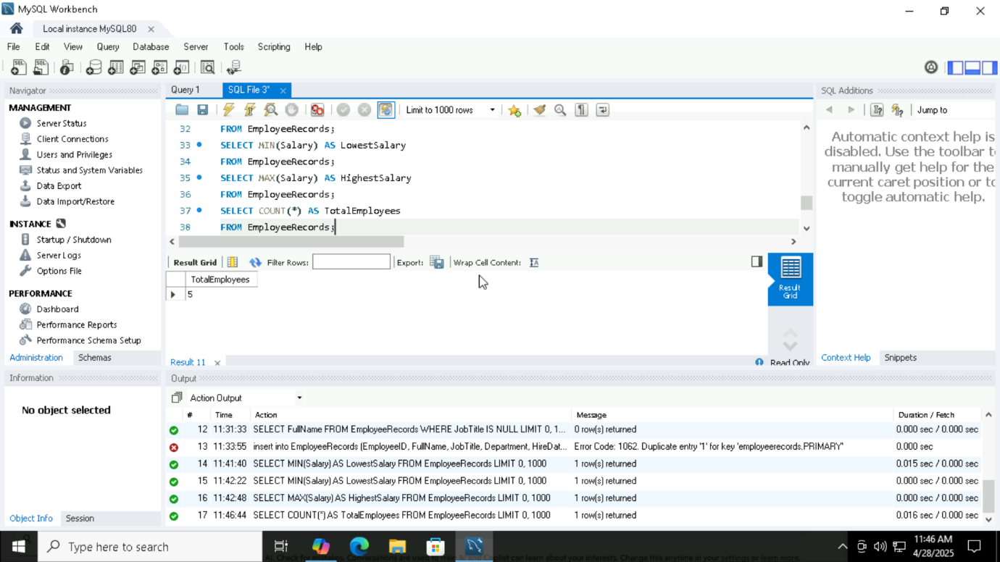 MySQL Workbench
Local instance MySQL80
File Edit View Query Database Server Tools Scripting Help
Navigator
MANAGEMENT
Server Status
Client Connections
Users and Privileges
Status and System Variables
Data Export
Data Import/Restore
INSTANCE
Startup / Shutdown
Server Logs
Options File
PERFORMANCE
Dashboard
Performance Reports
Performance Schema Setup
Administration Schemas
Information
No object selected
Object Info Session
Query 1 SQL File 3*
Limit to 1000 rows
32 FROM EmployeeRecords;
33 SELECT MIN(Salary) AS LowestSalary
34 FROM EmployeeRecords;
35 SELECT MAX(Salary) AS HighestSalary
36 FROM EmployeeRecords;
37 SELECT COUNT(*) AS TotalEmployees
38 FROM EmployeeRecords;
Result Grid Filter Rows: Export: Wrap Cell Content:
TotalEmployees
5
Result Grid
Result 11 Read Only
SQL Additions
Jump to
Automatic context help is
disabled. Use the toolbar to
manually get help for the
current caret position or to
toggle automatic help.
Context Help Snippets
Output
Action Output
# Time Action Message Duration / Fetch
12 11:31:33 SELECT FullName FROM EmployeeRecords WHERE JobTitle IS NULL LIMIT 0, 1... 0 row(s) returned 0.000 sec / 0.000 sec
13 11:33:55 insert into EmployeeRecords (EmployeeID, FullName, JobTitle, Department, HireDat... Error Code: 1062. Duplicate entry '1' for key 'employeerecords.PRIMARY' 0.000 sec
14 11:41:40 SELECT MIN(Salary) AS LowestSalary FROM EmployeeRecords LIMIT 0, 1000 1 row(s) returned 0.015 sec / 0.000 sec
15 11:42:22 SELECT MIN(Salary) AS LowestSalary FROM EmployeeRecords LIMIT 0, 1000 1 row(s) returned 0.000 sec / 0.000 sec
16 11:42:48 SELECT MAX(Salary) AS HighestSalary FROM EmployeeRecords LIMIT 0, 1000 1 row(s) returned 0.000 sec / 0.000 sec
17 11:46:44 SELECT COUNT(*) AS TotalEmployees FROM EmployeeRecords LIMIT 0, 1000 1 row(s) returned 0.016 sec / 0.000 sec
Type here to search
11:46 AM
4/28/2025